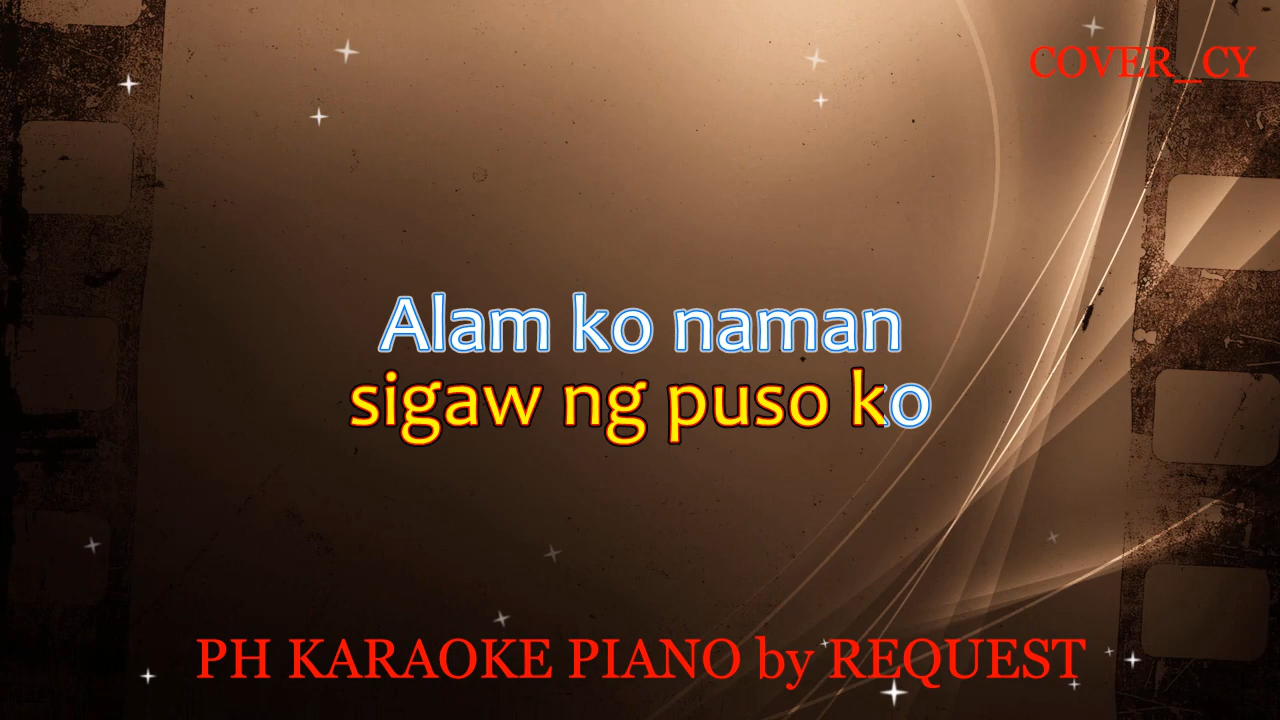 COVER_CY
Alam ko naman
sigaw ng puso ko
PH KARAOKE PIANO by REQUEST